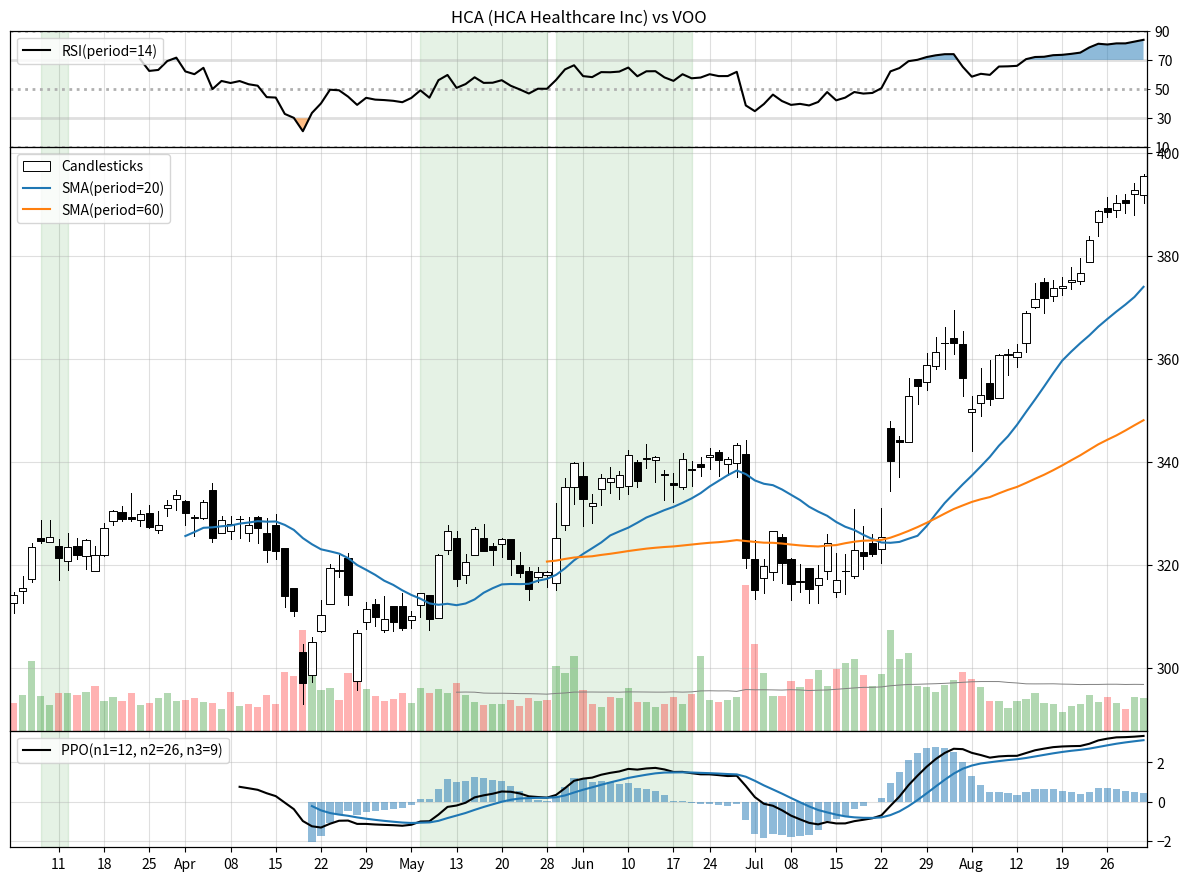 HCA (HCA Healthcare Inc) vs VOO
RSI(period=14)
90
70
50
30
10
Candlesticks
SMA(period=20)
SMA(period=60)
400
380
360
340
320
300
PPO(n1=12, n2=26, n3=9)
2
0
−2
11 18 25 Apr 08 15 22 29 May 13 20 28 Jun 10 17 24 Jul 08 15 22 29 Aug 12 19 26